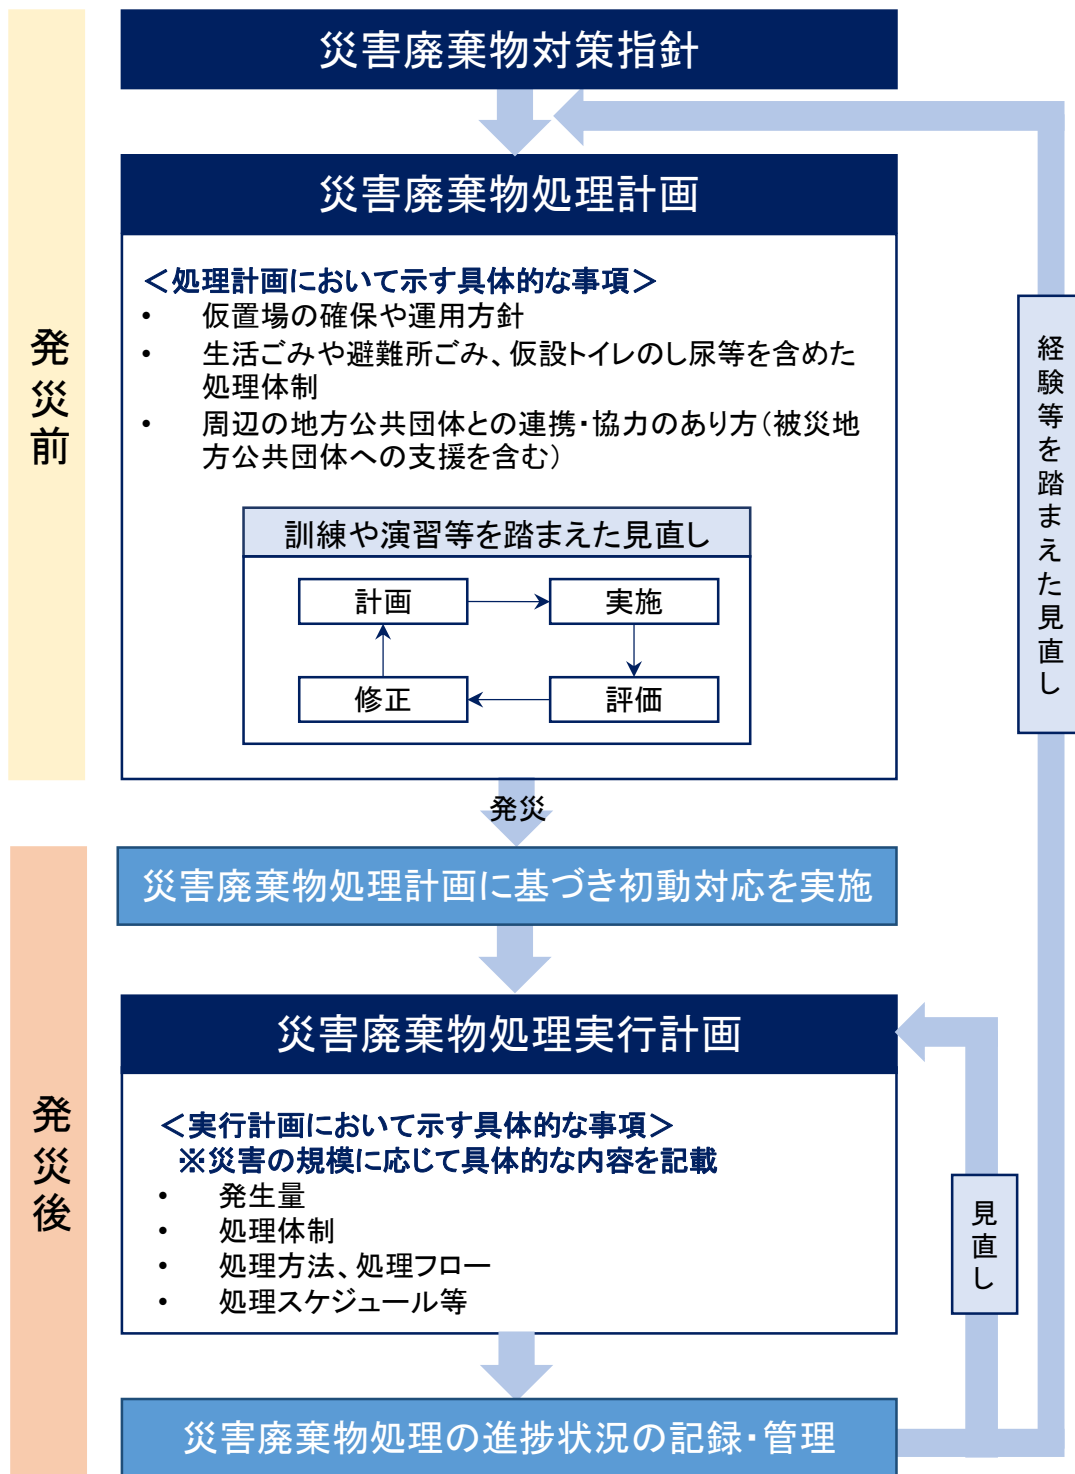 災害廃棄物対策指針
発災前
災害廃棄物処理計画
＜処理計画において示す具体的な事項＞
• 仮置場の確保や運用方針
• 生活ごみや避難所ごみ、仮設トイレのし尿等を含めた
処理体制
• 周辺の地方公共団体との連携・協力のあり方（被災地
方公共団体への支援を含む）
訓練や演習等を踏まえた見直し
計画
実施
修正
評価
経験等を踏まえた見直し
発災
発災後
災害廃棄物処理計画に基づき初動対応を実施
災害廃棄物処理実行計画
＜実行計画において示す具体的な事項＞
※災害の規模に応じて具体的な内容を記載
• 発生量
• 処理体制
• 処理方法、処理フロー
• 処理スケジュール等
見直し
災害廃棄物処理の進捗状況の記録・管理